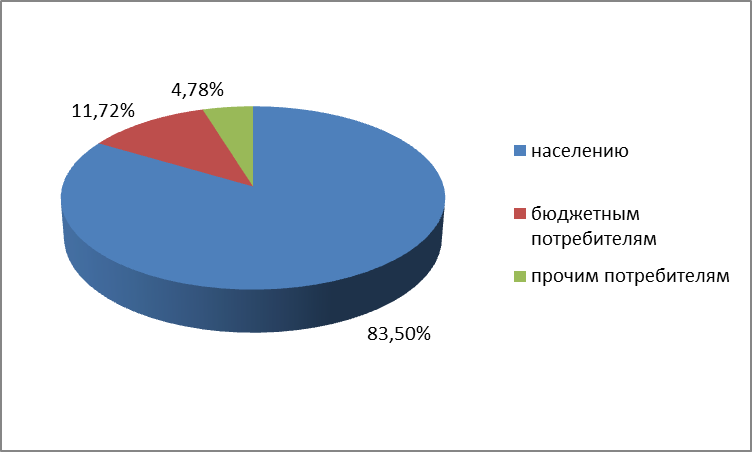 4,78%
11,72%
населению
бюджетным
потребителям
прочим потребителям
83,50%